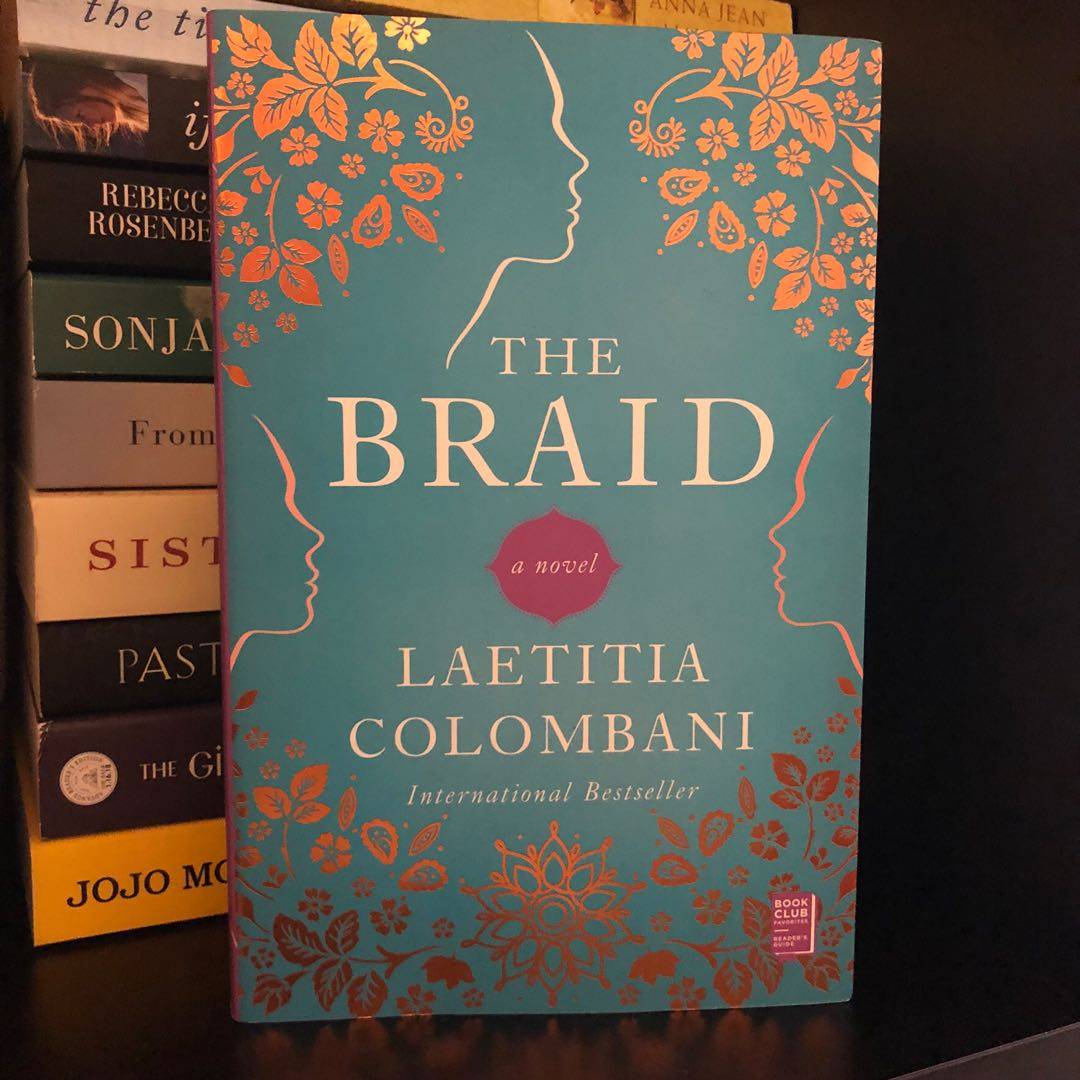 THE
BRAID
a novel
LAETITIA
COLOMBANI
International Bestseller
BOOK
CLUB
FAVORITES
READER'S
GUIDE
ANNA JEAN
the ti
REBECC
ROSENBE
SONJA
From
SIST
PAST
THE GI
JOJO MO